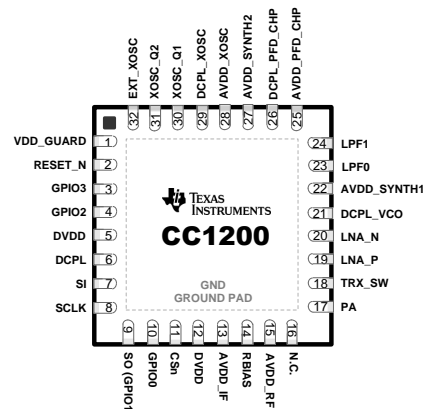 EXT_XOSC
XOSC_Q2
XOSC_Q1
DCPL_XOSC
AVDD_XOSC
AVDD_SYNTH2
DCPL_PFD_CHP
AVDD_PFD_CHP
32
31
30
29
28
27
26
25
VDD_GUARD 1
RESET_N 2
GPIO3 3
GPIO2 4
DVDD 5
DCPL 6
SI 7
SCLK 8
24 LPF1
23 LPF0
22 AVDD_SYNTH1
21 DCPL_VCO
20 LNA_N
19 LNA_P
18 TRX_SW
17 PA
TEXAS
INSTRUMENTS
CC1200
GND
GROUND PAD
9
10
11
12
13
14
15
16
SO (GPIO1
GPIO0
CSn
DVDD
AVDD_IF
RBIAS
AVDD_RF
N.C.